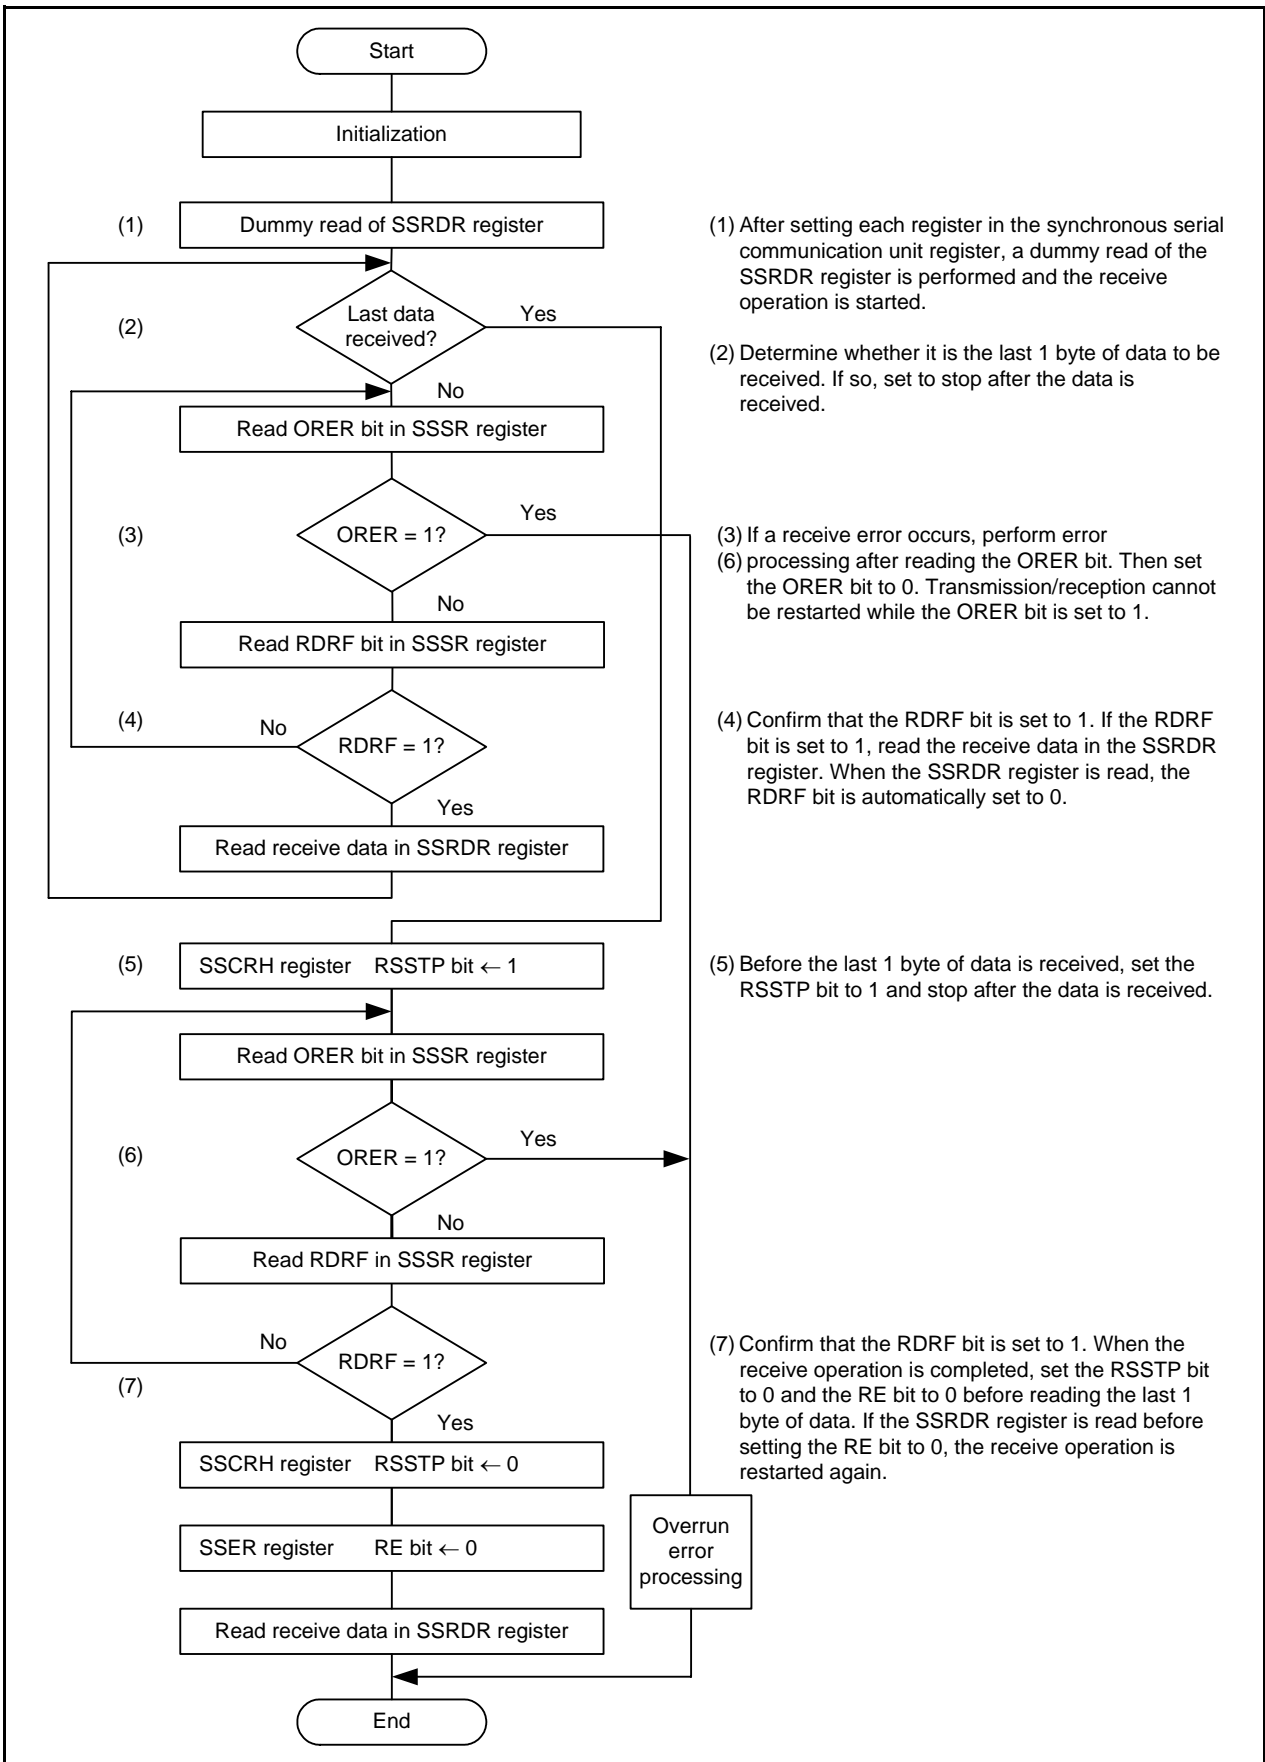 Start
Initialization
(1)
Dummy read of SSRDR register
(2)
Last data
received?
Yes
No
Read ORER bit in SSSR register
(3)
ORER = 1?
Yes
No
Read RDRF bit in SSSR register
(4)
No
RDRF = 1?
Yes
Read receive data in SSRDR register
(5)
SSCRH register RSSTP bit ← 1
Read ORER bit in SSSR register
(6)
ORER = 1?
Yes
No
Read RDRF in SSSR register
No
RDRF = 1?
(7)
Yes
SSCRH register RSSTP bit ← 0
SSER register RE bit ← 0
Read receive data in SSRDR register
End
Overrun
error
processing
(1) After setting each register in the synchronous serial
communication unit register, a dummy read of the
SSRDR register is performed and the receive
operation is started.
(2) Determine whether it is the last 1 byte of data to be
received. If so, set to stop after the data is
received.
(3) If a receive error occurs, perform error
(6) processing after reading the ORER bit. Then set
the ORER bit to 0. Transmission/reception cannot
be restarted while the ORER bit is set to 1.
(4) Confirm that the RDRF bit is set to 1. If the RDRF
bit is set to 1, read the receive data in the SSRDR
register. When the SSRDR register is read, the
RDRF bit is automatically set to 0.
(5) Before the last 1 byte of data is received, set the
RSSTP bit to 1 and stop after the data is received.
(7) Confirm that the RDRF bit is set to 1. When the
receive operation is completed, set the RSSTP bit
to 0 and the RE bit to 0 before reading the last 1
byte of data. If the SSRDR register is read before
setting the RE bit to 0, the receive operation is
restarted again.